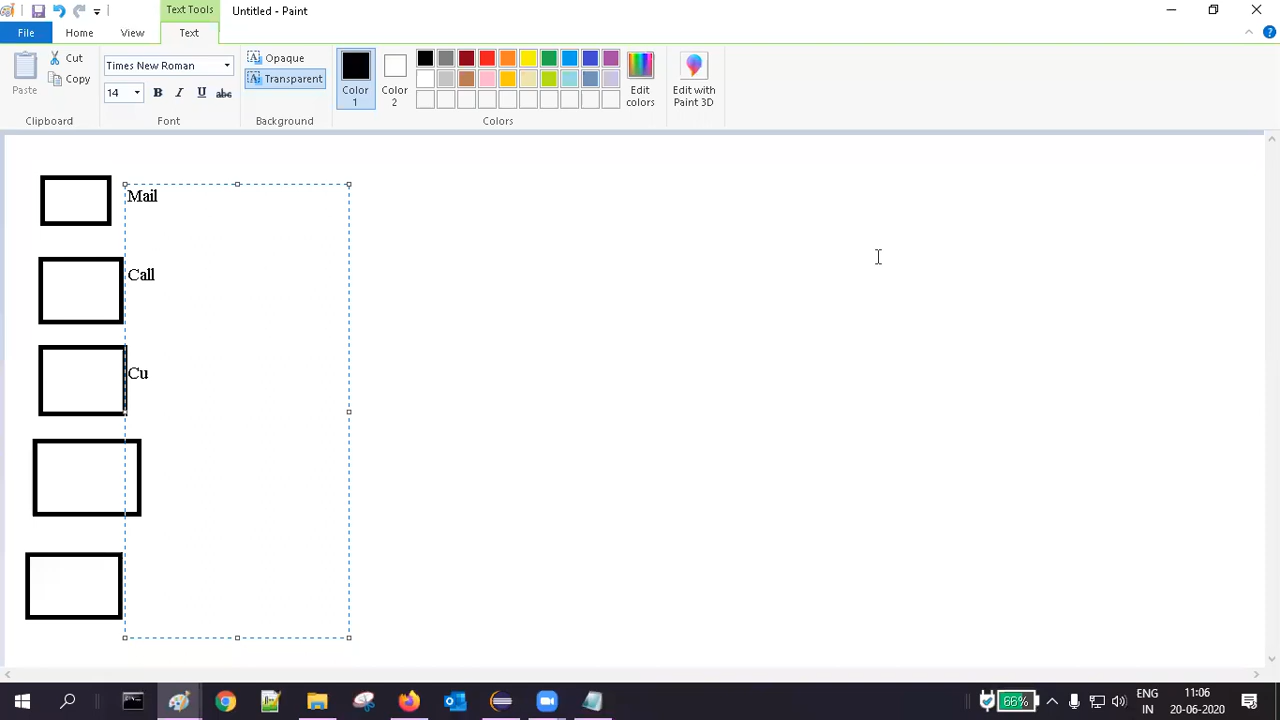 Text Tools
Untitled - Paint
File
Home
View
Text
Paste
Cut
Copy
Clipboard
Times New Roman
14
B I U abc
Font
Opaque
Transparent
Background
Color 1
Color 2
Edit colors
Edit with Paint 3D
Colors
Mail
Call
Cu
66%
ENG
IN
11:06
20-06-2020